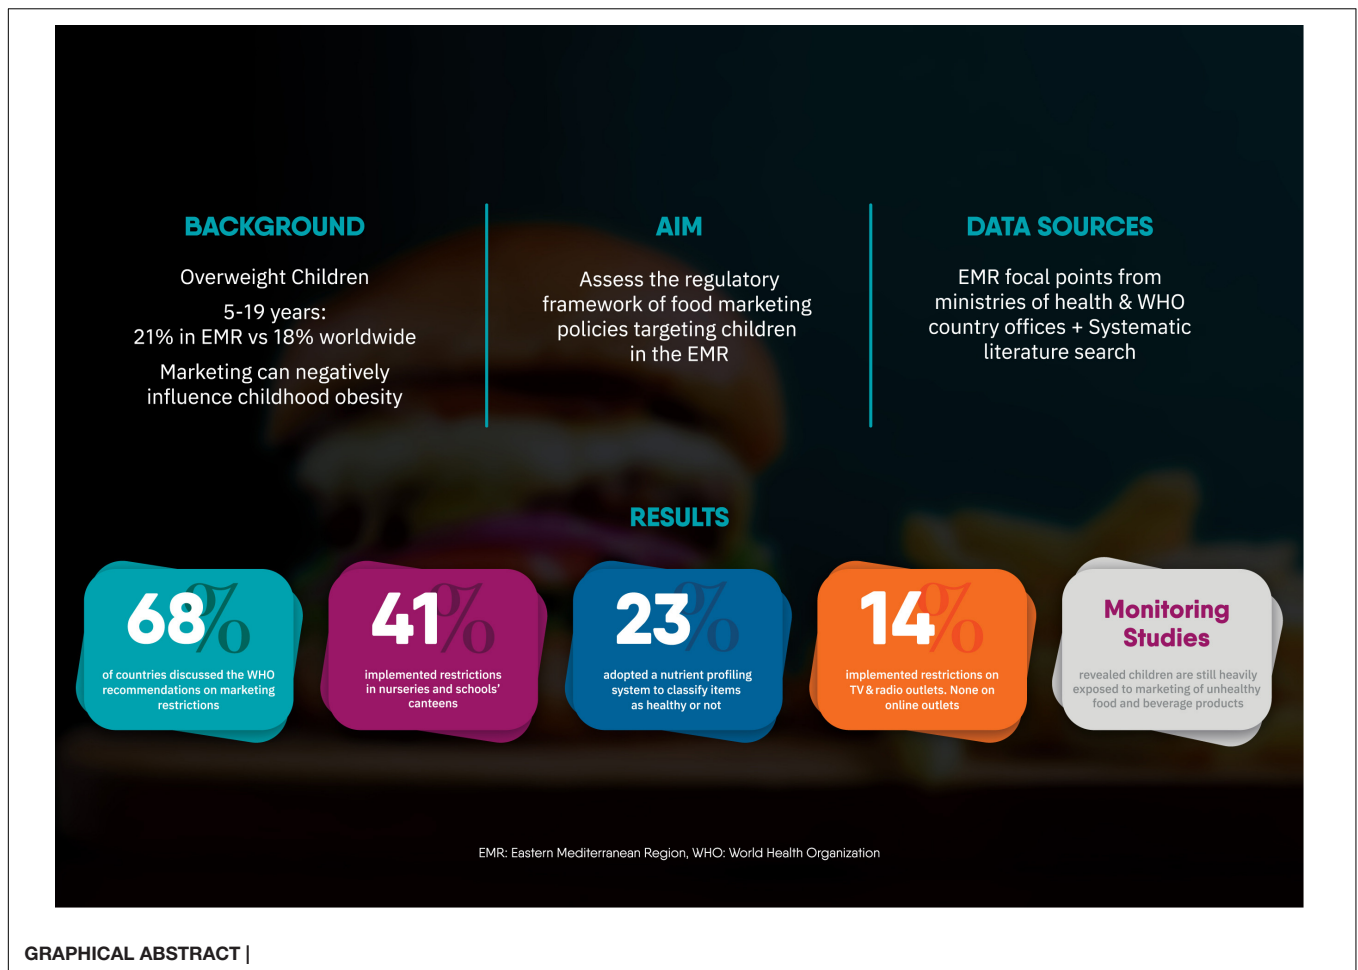 BACKGROUND
Overweight Children
5-19 years:
21% in EMR vs 18% worldwide
Marketing can negatively
influence childhood obesity
AIM
Assess the regulatory
framework of food marketing
policies targeting children
in the EMR
DATA SOURCES
EMR focal points from
ministries of health & WHO
country offices + Systematic
literature search
RESULTS
68%
of countries discussed the WHO
recommendations on marketing
restrictions
41%
implemented restrictions
in nurseries and schools’
canteens
23%
adopted a nutrient profiling
system to classify items
as healthy or not
14%
implemented restrictions on
TV & radio outlets. None on
online outlets
Monitoring
Studies
revealed children are still heavily
exposed to marketing of unhealthy
food and beverage products
EMR: Eastern Mediterranean Region, WHO: World Health Organization
GRAPHICAL ABSTRACT |